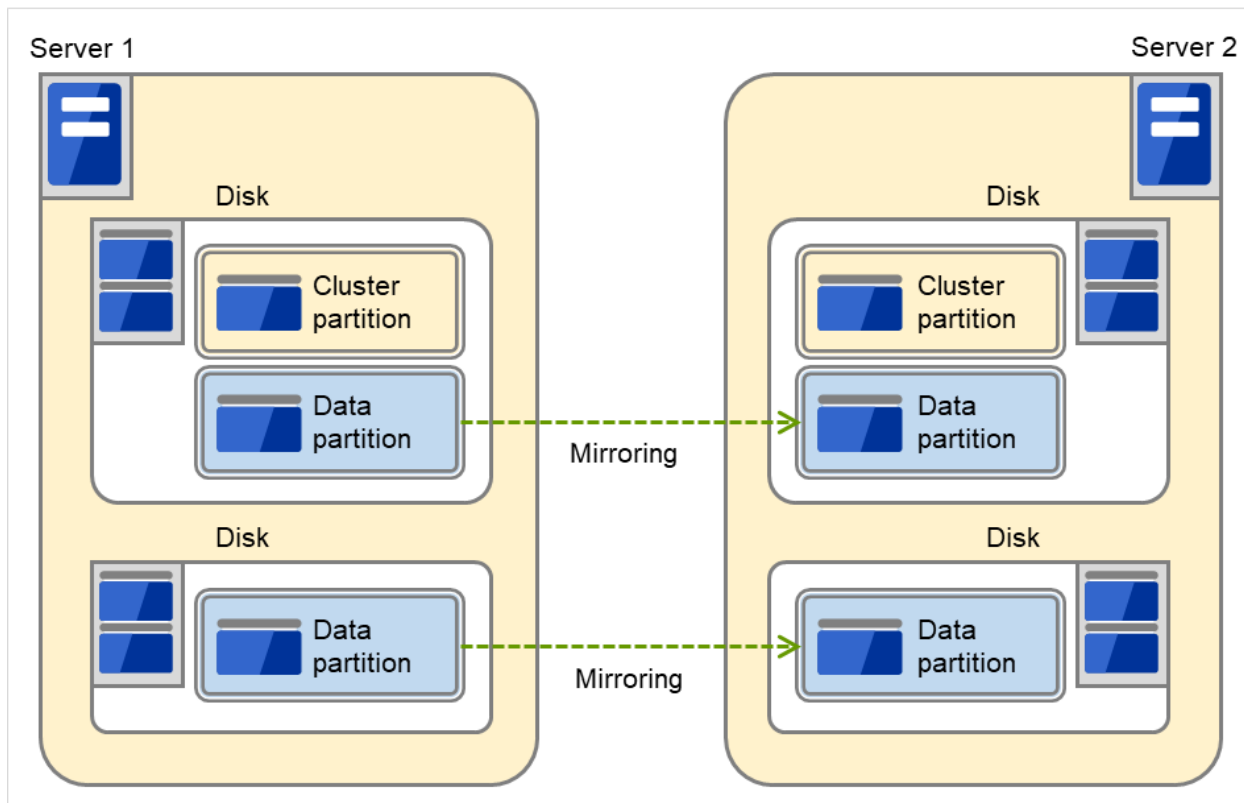 Server 1
Server 2
Disk
Disk
Cluster
partition
Cluster
partition
Data
partition
Mirroring
Data
partition
Disk
Disk
Data
partition
Mirroring
Data
partition